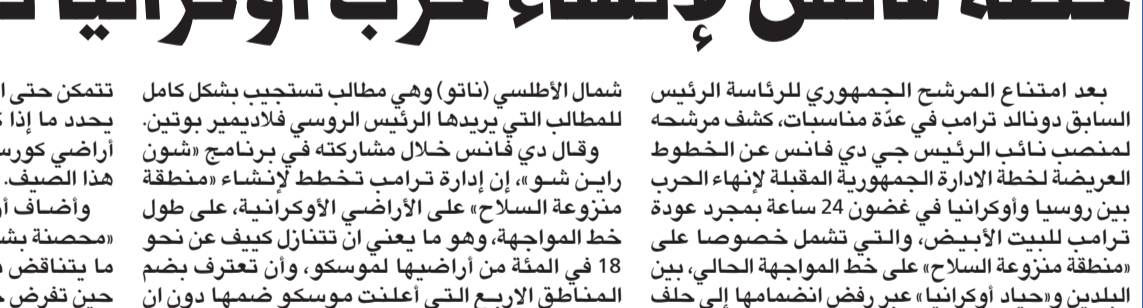 خطة فانس لإنهاء حرب أوكرانيا
بعد امتناع المرشح الجمهوري للرئاسة الرئيس
السابق دونالد ترامب في عدّة مناسبات، كشف مرشحه
لمنصب نائب الرئيس جي دي فانس عن الخطوط
العريضة لخطة الادارة الجمهورية المقبلة لإنهاء الحرب
بين روسيا وأوكرانيا في غضون 24 ساعة بمجرد عودة
ترامب للبيت الأبيض، والتي تشمل خصوصا على
«منطقة منزوعة السلاح» على خط المواجهة الحالي، بين
البلدين و«حياد أوكرانيا» عبر رفض انضمامها إلى حلف
شمال الأطلسي (ناتو) وهي مطالب تستجيب بشكل كامل
للمطالب التي يريدها الرئيس الروسي فلاديمير بوتين.
وقال دي فانس خلال مشاركته في برنامج «شون
راين شو»، إن إدارة ترامب تخطط لإنشاء «منطقة
منزوعة السلاح» على الأراضي الأوكرانية، على طول
خط المواجهة، وهو ما يعني ان تتنازل كييف عن نحو
18 في المئة من أراضيها لموسكو، وأن تعترف بضم
المناطق الاربع التي أعلنت موسكو ضمها دون ان
تتمكن حتى
يحدد ما إذا
أراضي
هذا الصيف.
وأضاف
«محصنة
ما يتناقض
حين تفرض